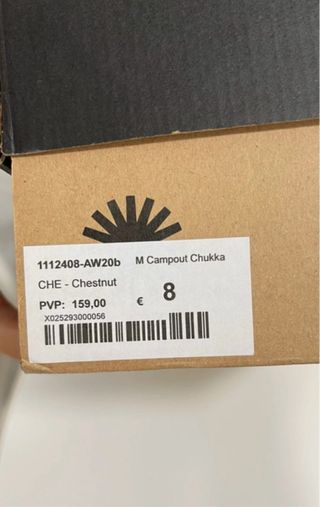 1112408-AW20b M Campout Chukka
CHE - Chestnut
PVP: 159,00 € 8
X025293000056